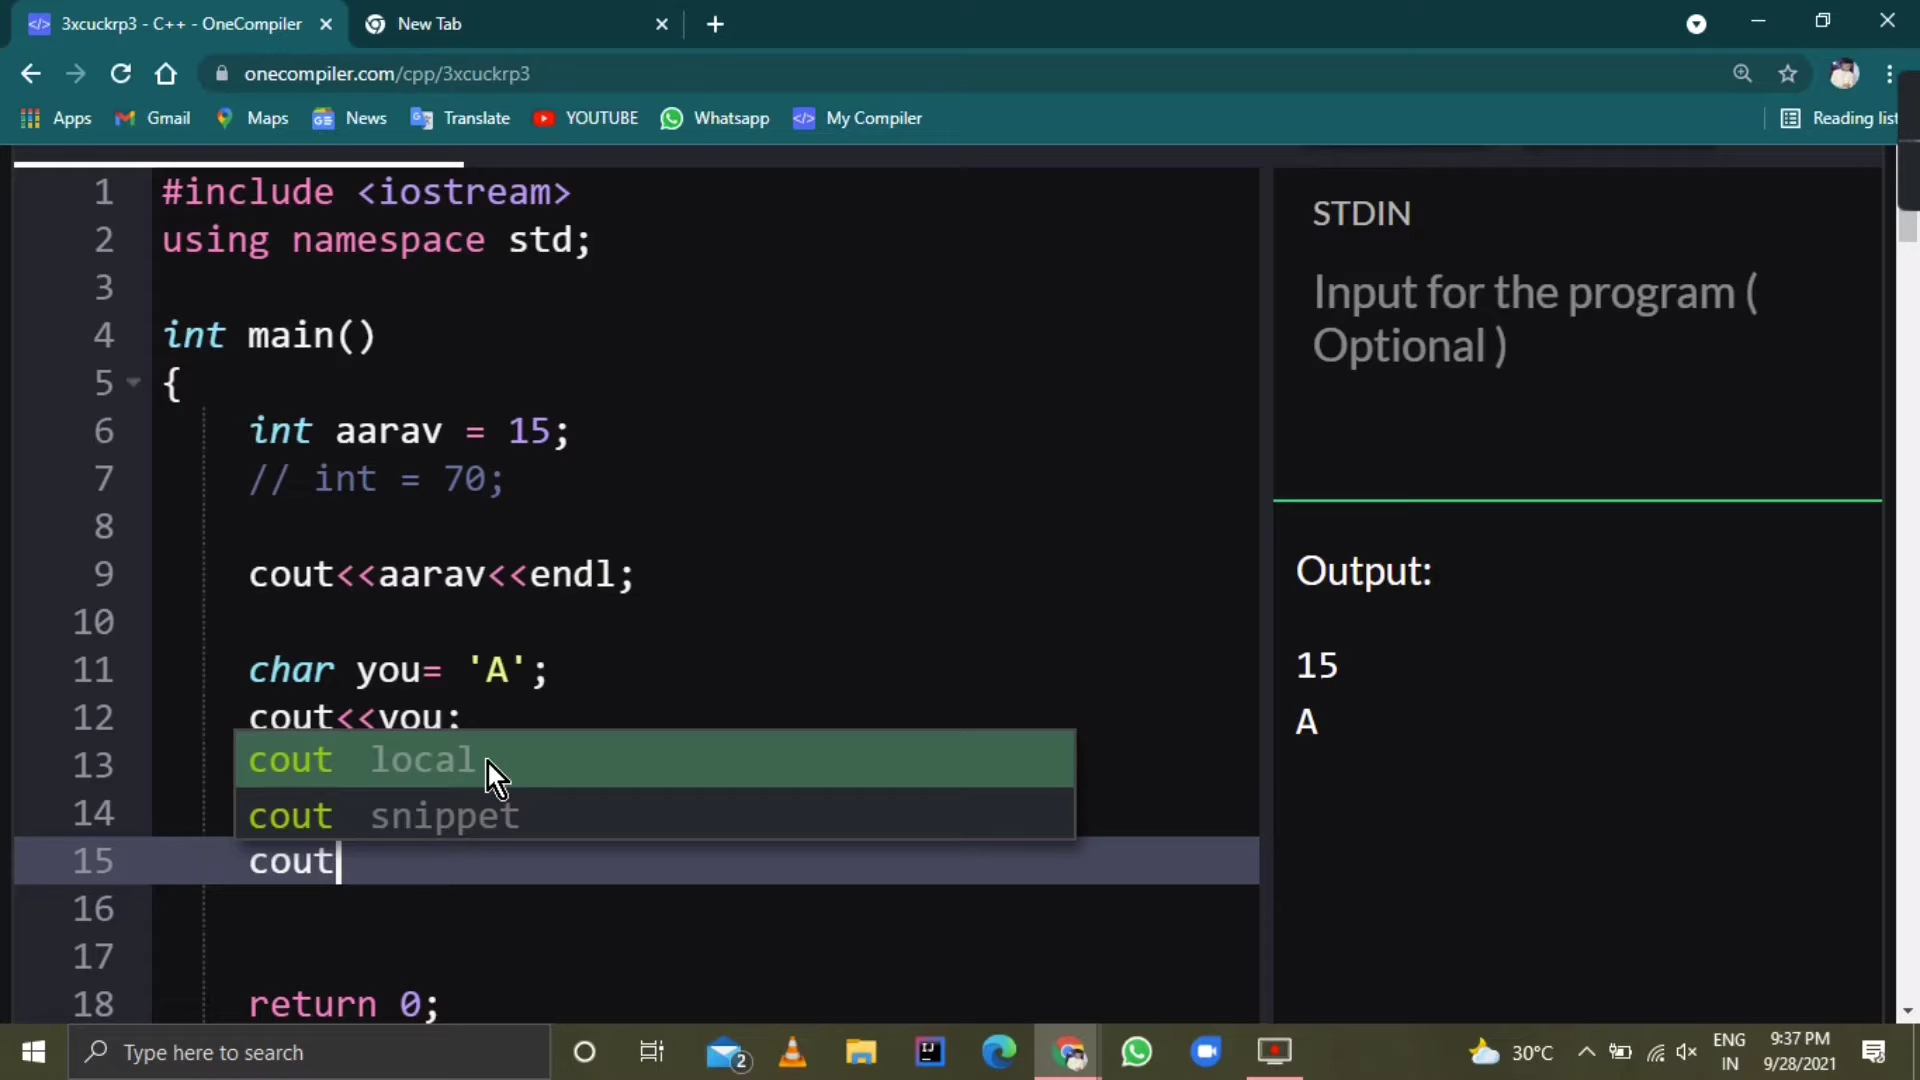 3xcuckrp3 - C++ - OneCompiler
New Tab
onecompiler.com/cpp/3xcuckrp3
Apps Gmail Maps News Translate YOUTUBE Whatsapp My Compiler Reading list
1 #include <iostream>
2 using namespace std;
3
4 int main()
5 {
6 int aarav = 15;
7 // int = 70;
8
9 cout<<aarav<<endl;
10
11 char you= 'A';
12 cout<<you;
13 cout local
14 cout snippet
15 cout
16
17
18 return 0;
STDIN
Input for the program (
Optional )
Output:
15
A
Type here to search
2
30°C
ENG
IN
9:37 PM
9/28/2021